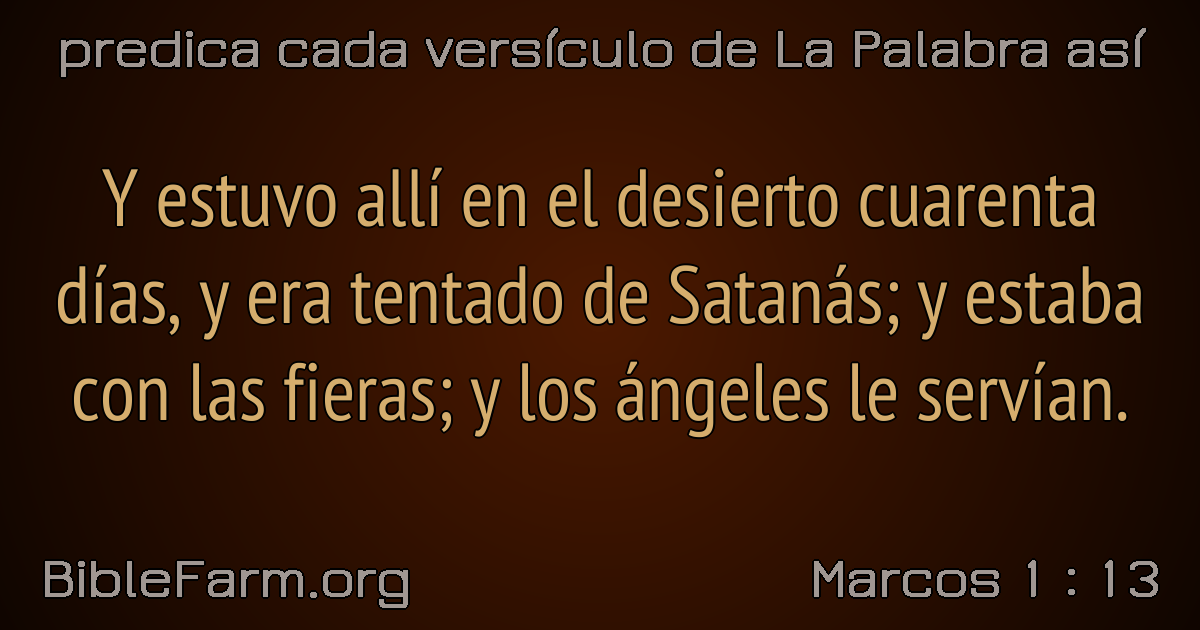 predica cada versículo de La Palabra así
Y estuvo allí en el desierto cuarenta
días, y era tentado de Satanás; y estaba
con las fieras; y los ángeles le servían.
BibleFarm.org
Marcos 1 : 13